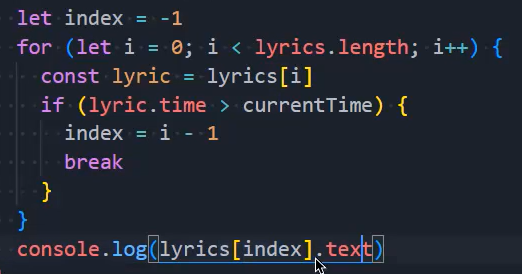 let index = -1
for (let i = 0; i < lyrics.length; i++) {
  const lyric = lyrics[i]
  if (lyric.time > currentTime) {
    index = i - 1
    break
  }
}
console.log(lyrics[index].text)